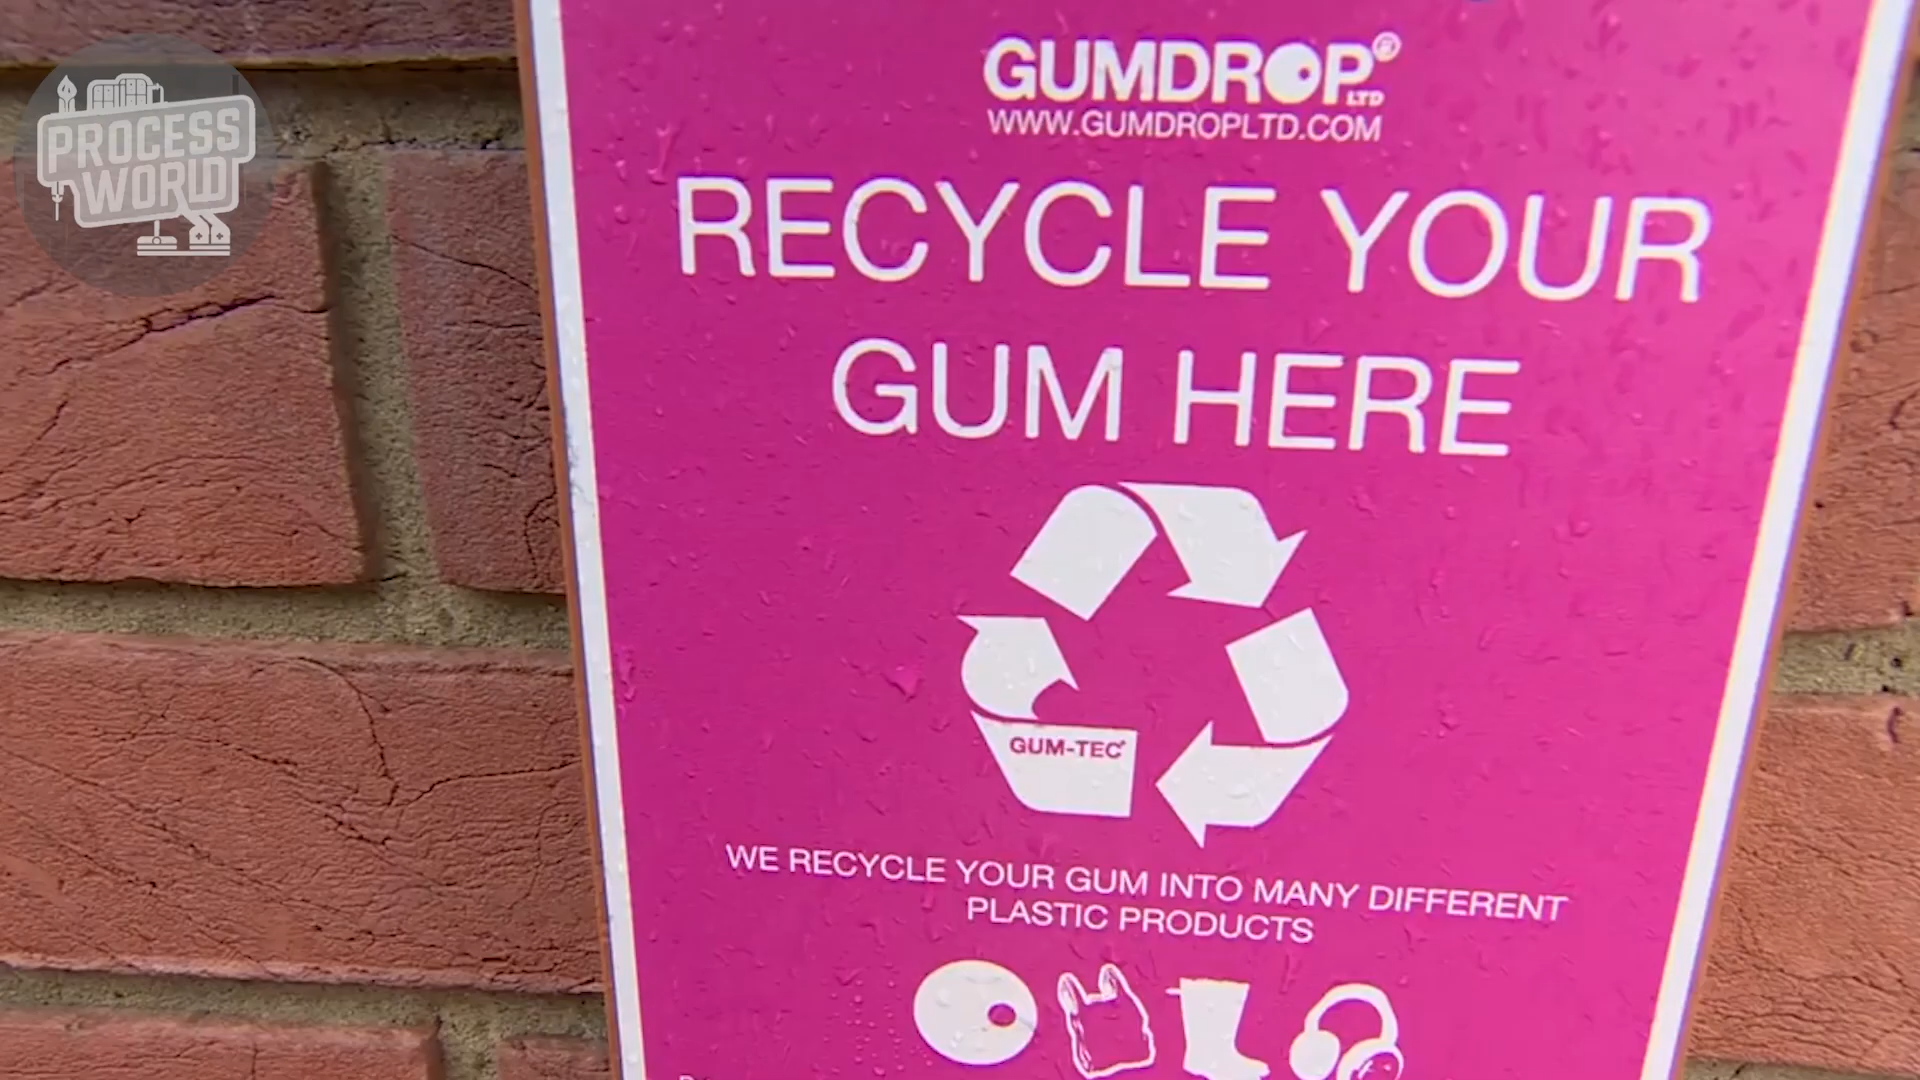 PROCESS
WORLD
GUMDROP®
LTD
WWW.GUMDROPLTD.COM
RECYCLE YOUR
GUM HERE
GUM-TEC
WE RECYCLE YOUR GUM INTO MANY DIFFERENT
PLASTIC PRODUCTS